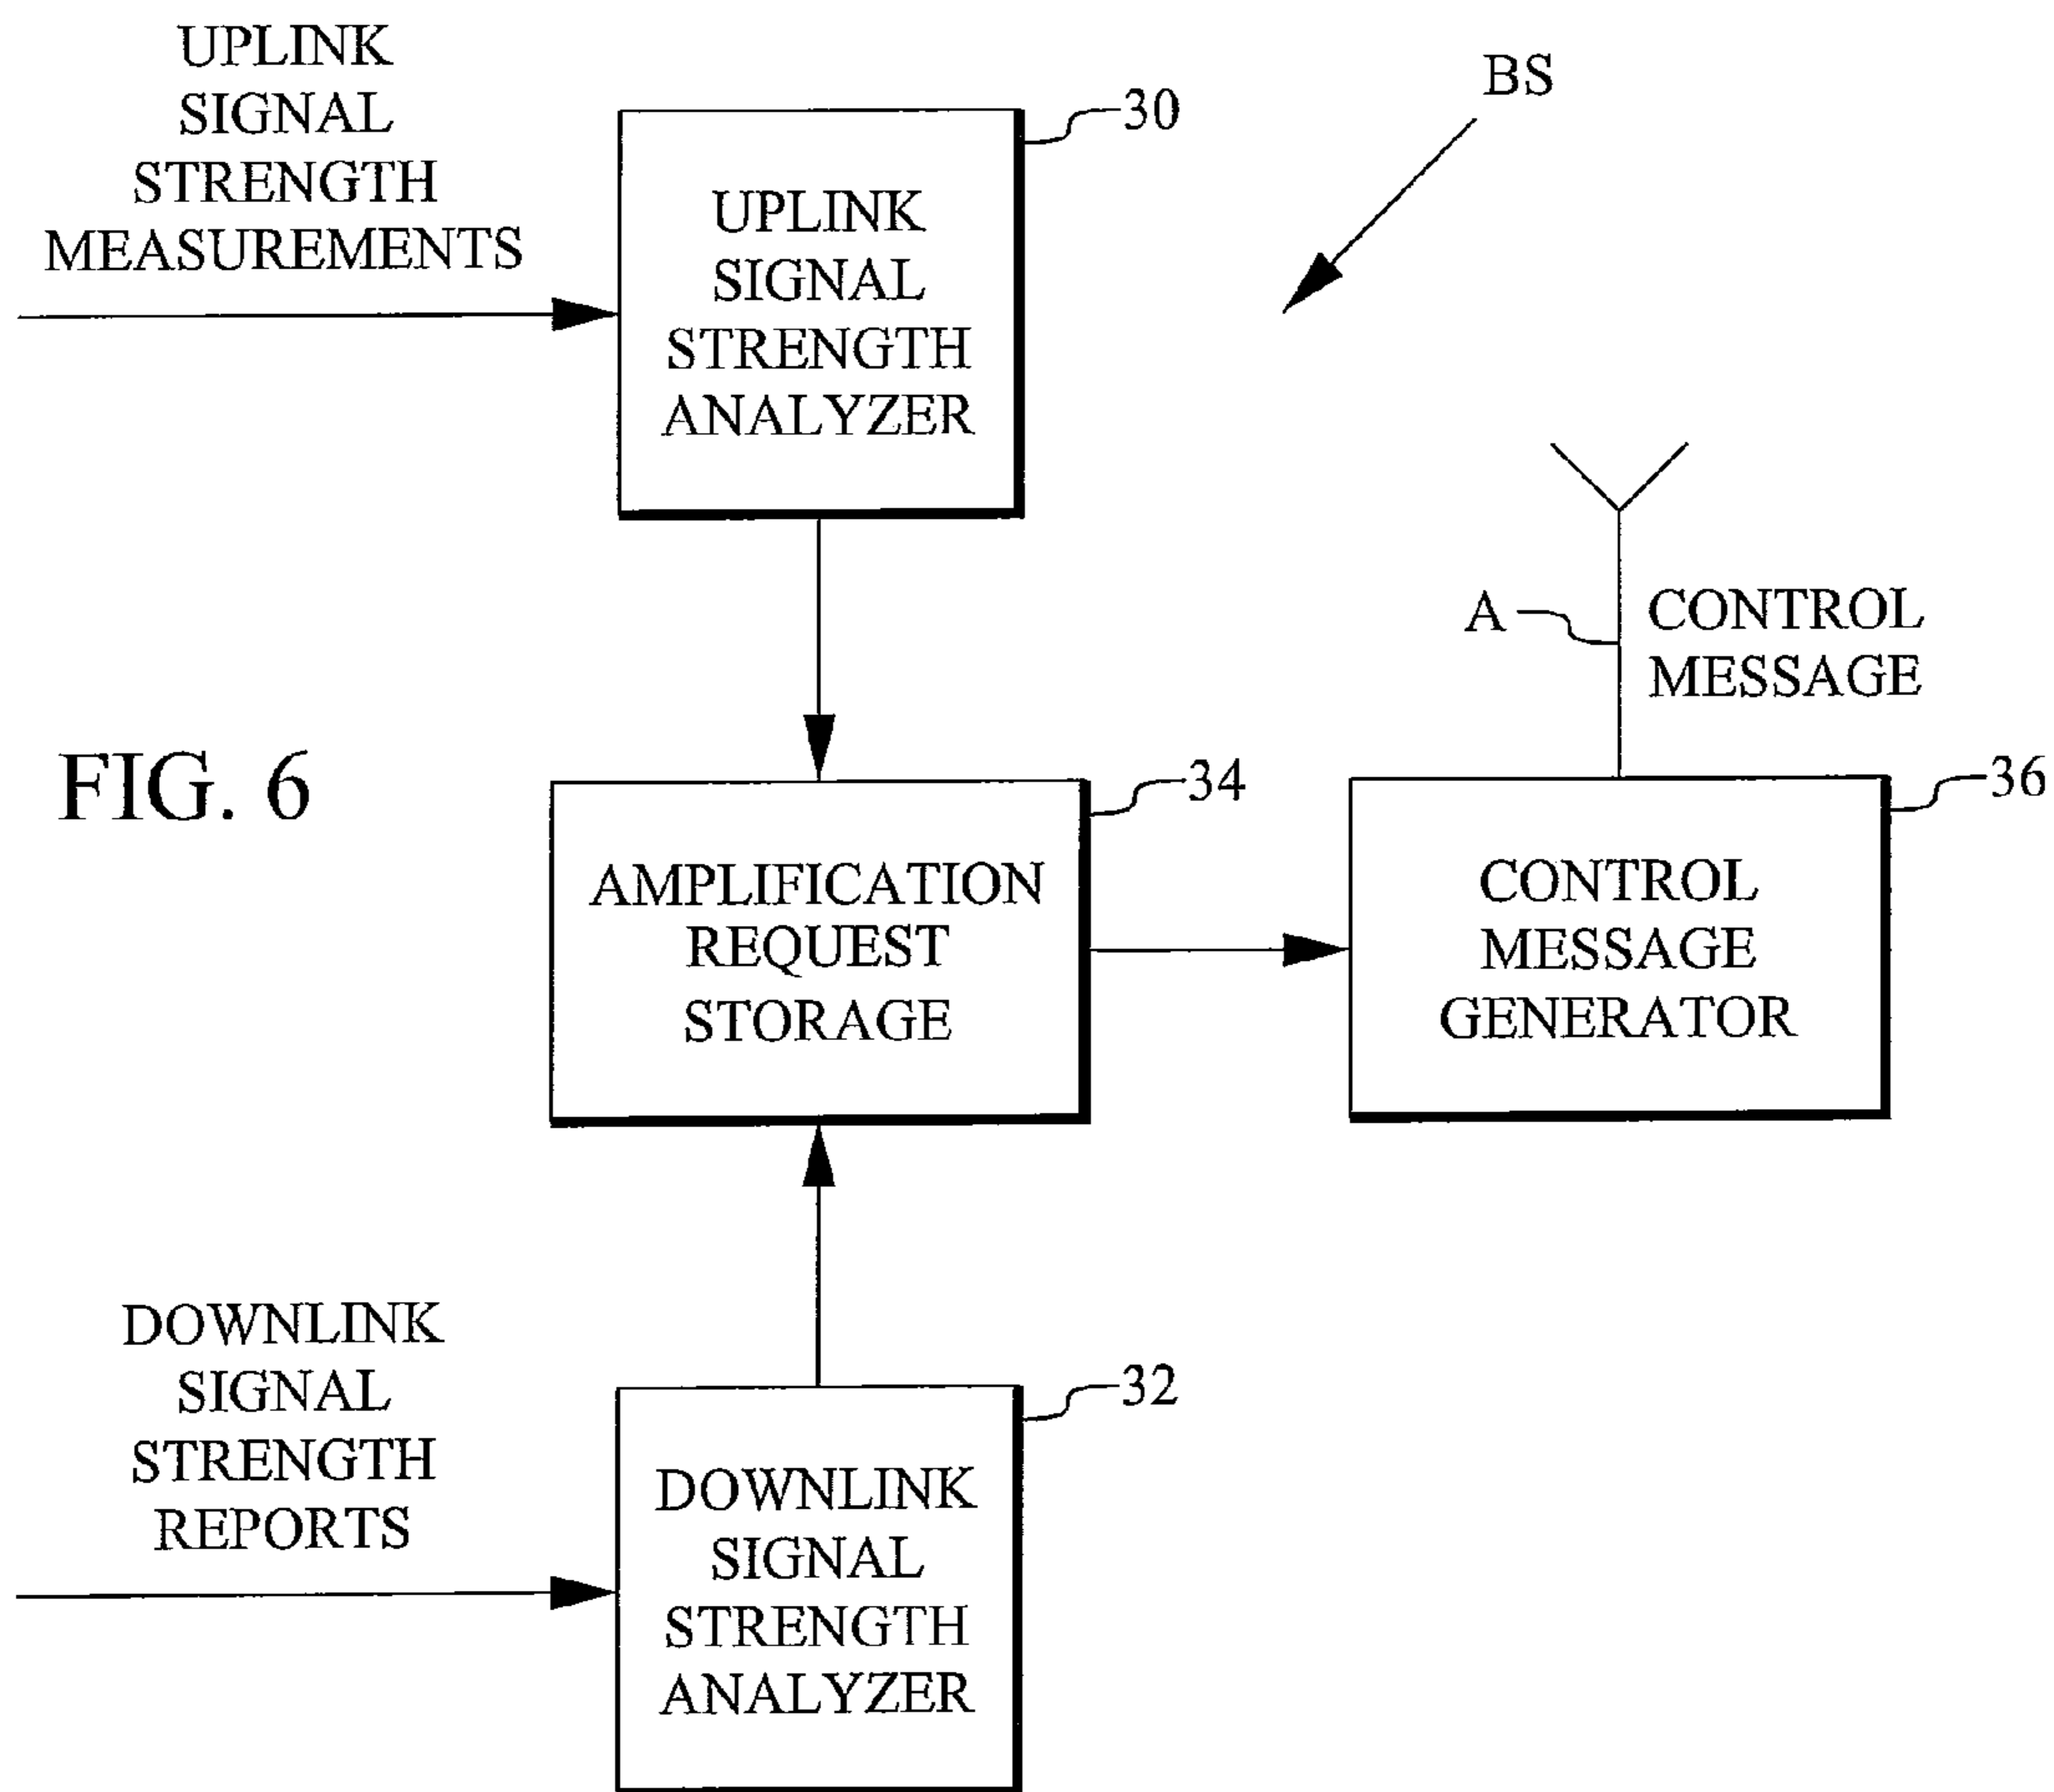 UPLINK
SIGNAL
STRENGTH
MEASUREMENTS
30
UPLINK
SIGNAL
STRENGTH
ANALYZER
BS
A
CONTROL
MESSAGE
FIG. 6
34
AMPLIFICATION
REQUEST
STORAGE
36
CONTROL
MESSAGE
GENERATOR
DOWNLINK
SIGNAL
STRENGTH
REPORTS
32
DOWNLINK
SIGNAL
STRENGTH
ANALYZER